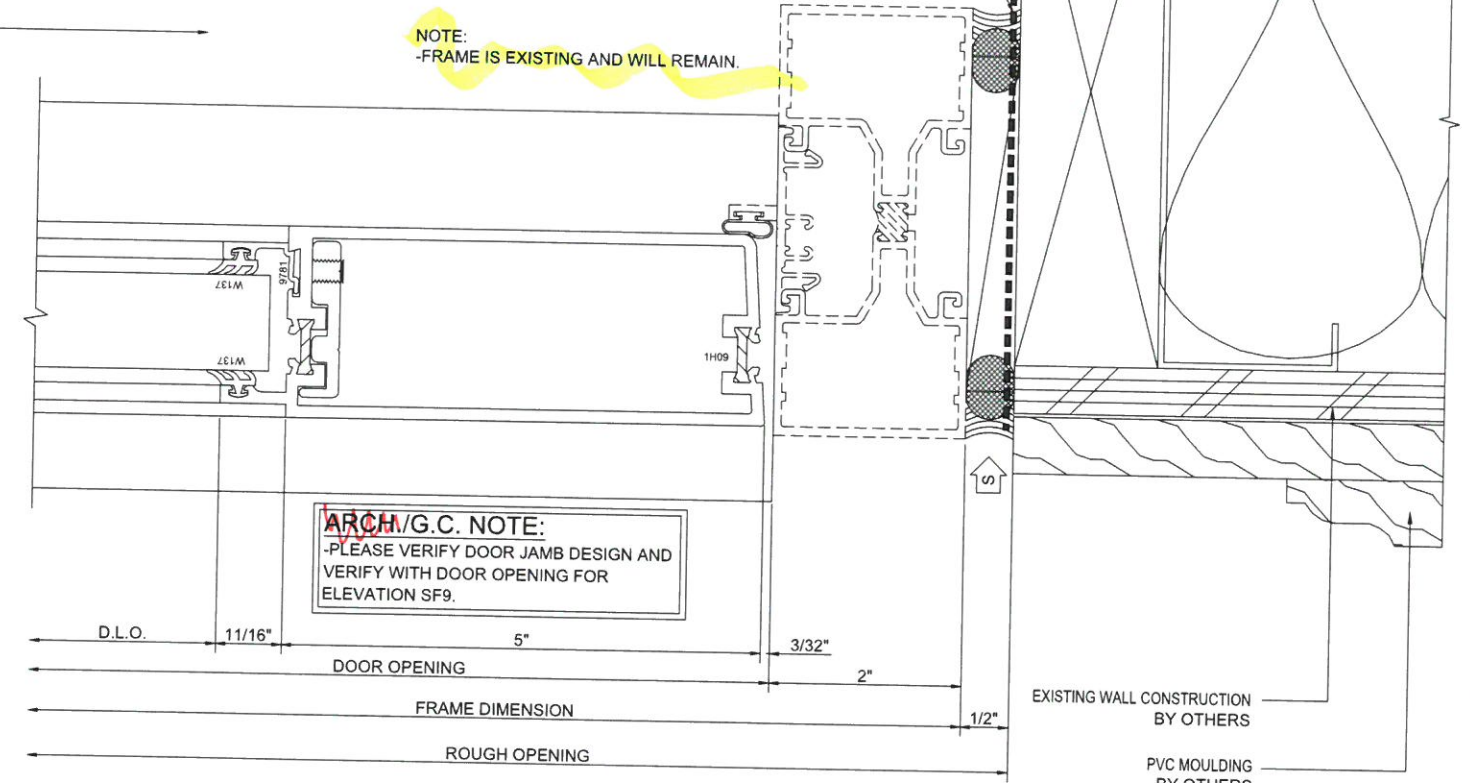 NOTE:
-FRAME IS EXISTING AND WILL REMAIN.
W137
9781
W137
1H09
S
ARCH./G.C. NOTE:
-PLEASE VERIFY DOOR JAMB DESIGN AND
VERIFY WITH DOOR OPENING FOR
ELEVATION SF9.
D.L.O.
11/16"
5"
3/32"
DOOR OPENING
2"
FRAME DIMENSION
1/2"
ROUGH OPENING
EXISTING WALL CONSTRUCTION
BY OTHERS
PVC MOULDING
BY OTHERS